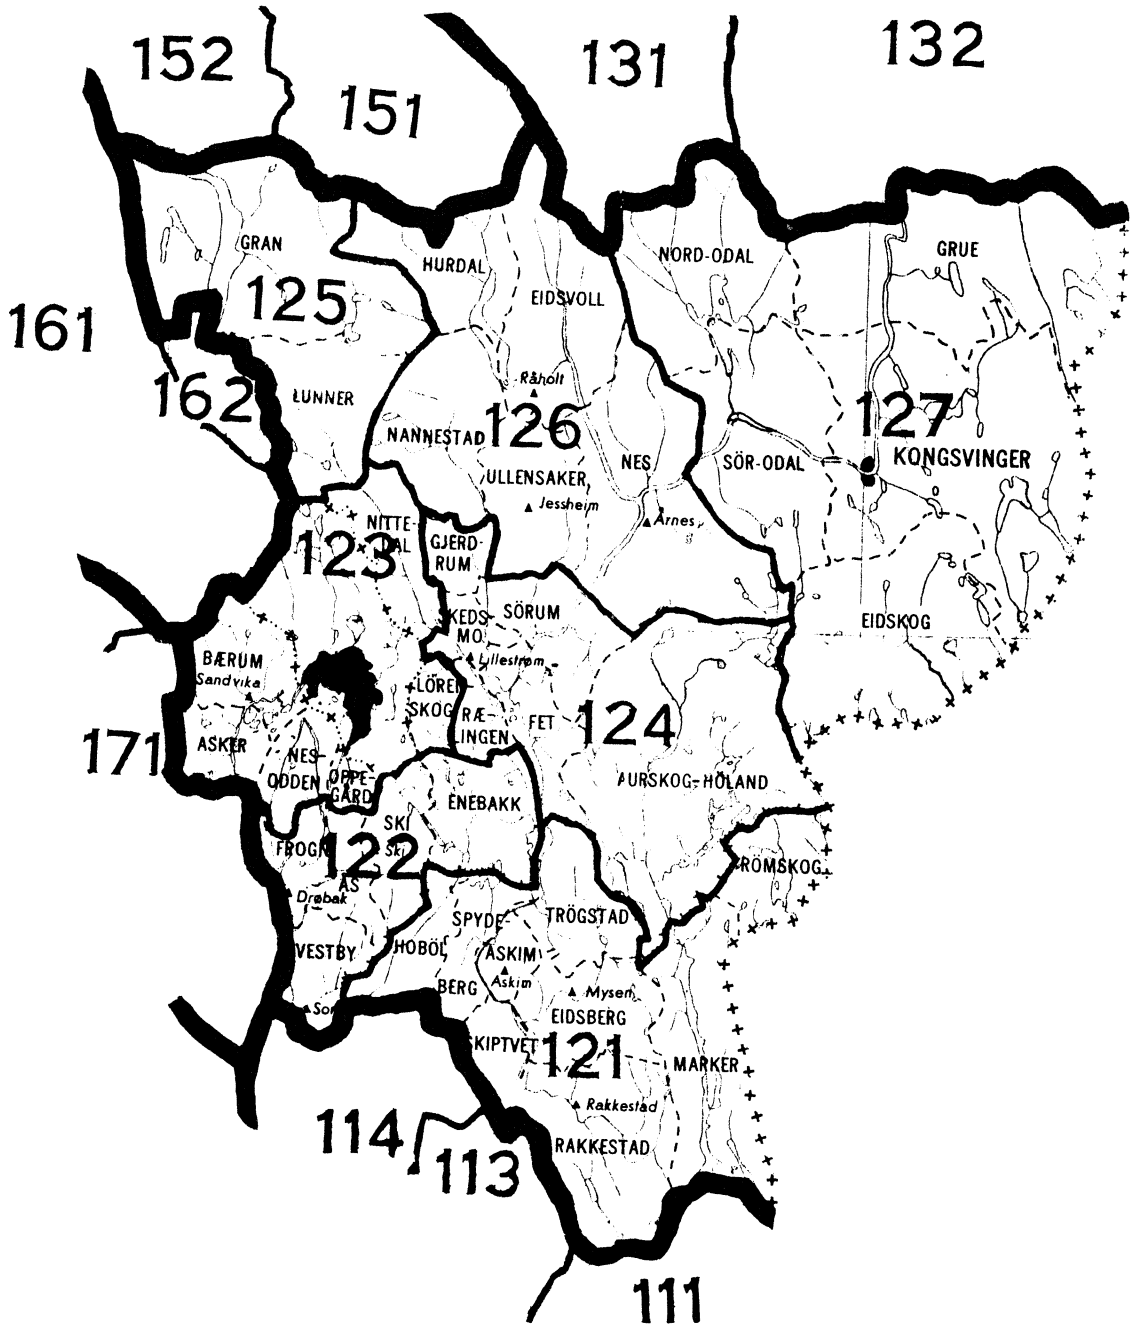 152
151
131
132
GRAN
125
HURDAL
EIDSVOLL
NORD-ODAL
GRUE
161
162
LUNNER
Råholt
126
NANNESTAD
ULLENSAKER
NES
Jessheim
Årnes
127
SÖR-ODAL
KONGSVINGER
EIDSKOG
NITTE-
DAL
123
GJERD-
RUM
SKEDS-
MO
SÖRUM
Lillestrøm
BÆRUM
Sandvika
LÖREN-
SKOG
RÆ-
LINGEN
FET
124
171
ASKER
NES-
ODDEN
OPPE-
GÅRD
ENEBAKK
AURSKOG-HÖLAND
SKI
Ski
FROGN
122
ÅS
Drøbak
RÖMSKOG
VESTBY
Son
HOBÖL
SPYDE-
BERG
ASKIM
Askim
TRÖGSTAD
Mysen
EIDSBERG
SKIPTVET
121
MARKER
Rakkestad
RAKKESTAD
114
113
111